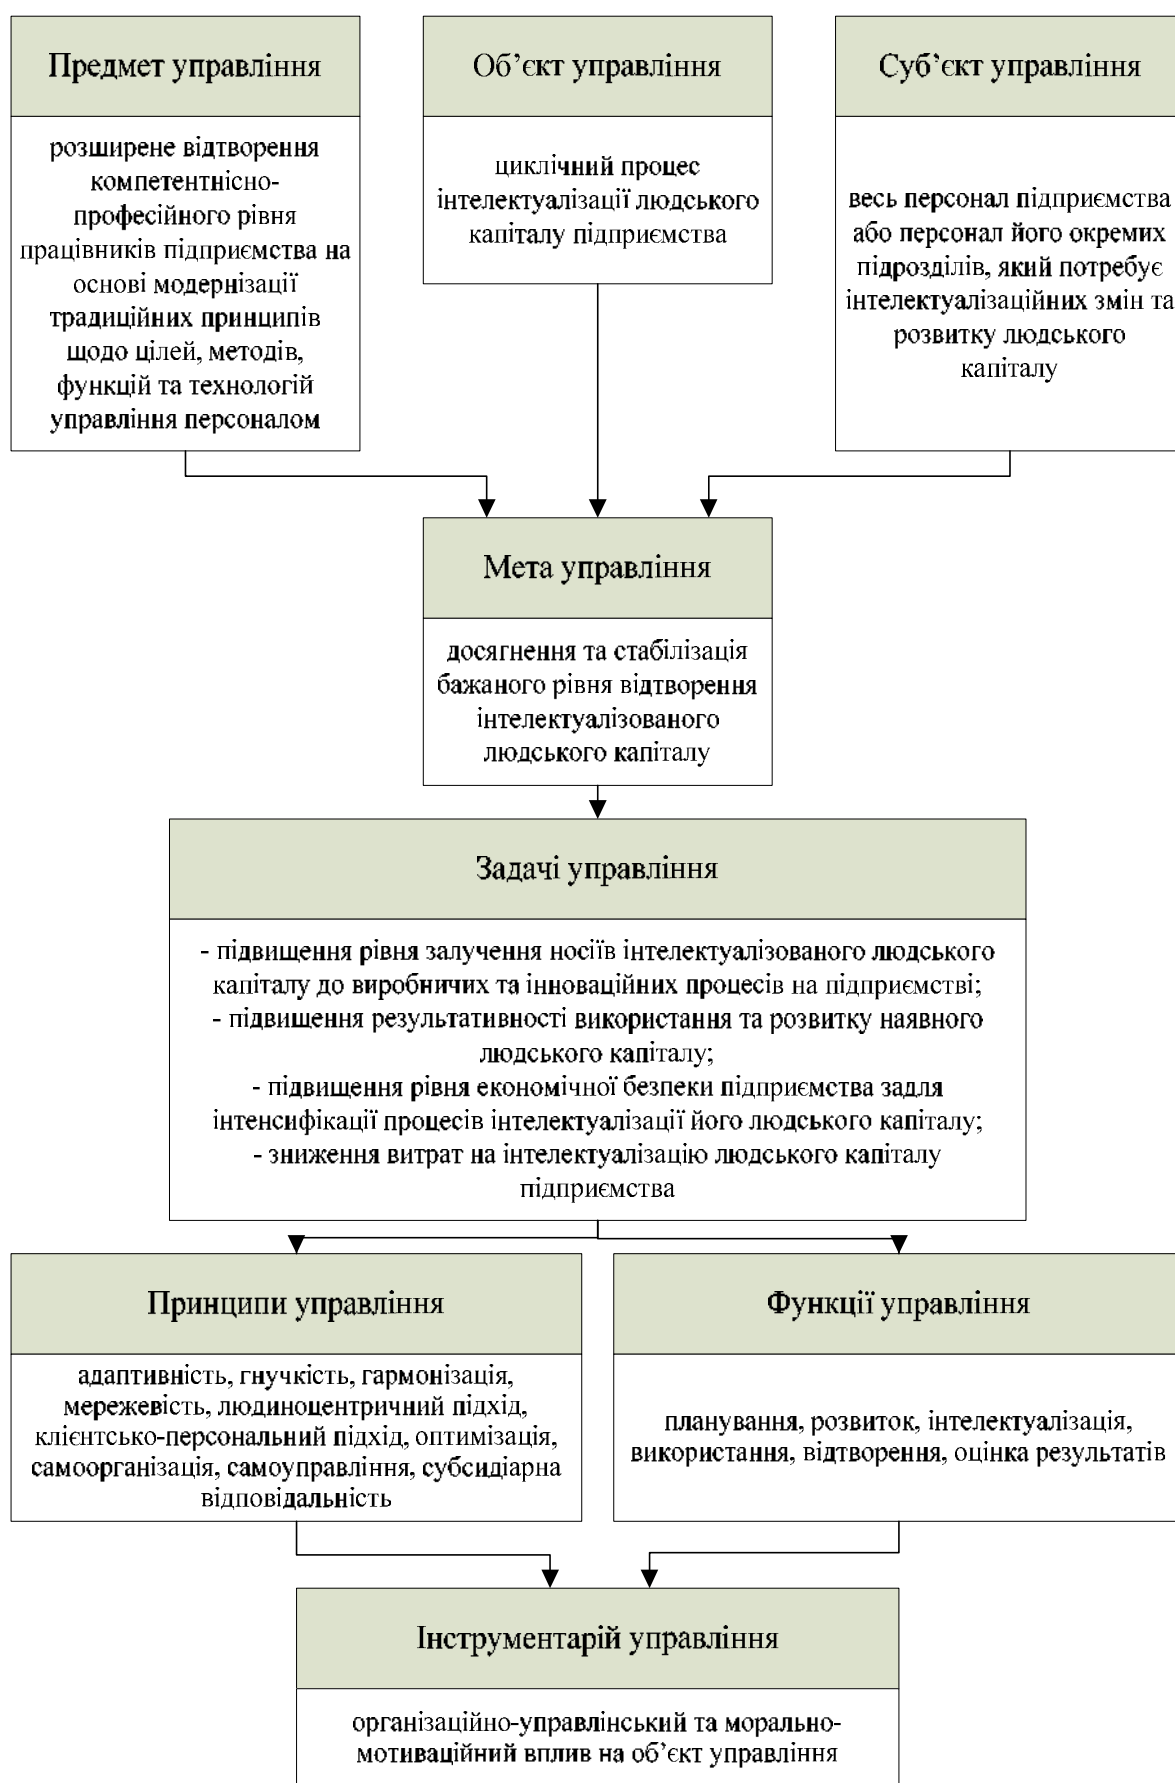 Предмет управління
розширене відтворення
компетентнісно-
професійного рівня
працівників підприємства на
основі модернізації
традиційних принципів
щодо цілей, методів,
функцій та технологій
управління персоналом
Об’єкт управління
циклічний процес
інтелектуалізації людського
капіталу підприємства
Суб’єкт управління
весь персонал підприємства
або персонал його окремих
підрозділів, який потребує
інтелектуалізаційних змін та
розвитку людського
капіталу
Мета управління
досягнення та стабілізація
бажаного рівня відтворення
інтелектуалізованого
людського капіталу
Задачі управління
- підвищення рівня залучення носіїв інтелектуалізованого людського
капіталу до виробничих та інноваційних процесів на підприємстві;
- підвищення результативності використання та розвитку наявного
людського капіталу;
- підвищення рівня економічної безпеки підприємства задля
інтенсифікації процесів інтелектуалізації його людського капіталу;
- зниження витрат на інтелектуалізацію людського капіталу
підприємства
Принципи управління
адаптивність, гнучкість, гармонізація,
мережевість, людиноцентричний підхід,
клієнтсько-персональний підхід, оптимізація,
самоорганізація, самоуправління, субсидіарна
відповідальність
Функції управління
планування, розвиток, інтелектуалізація,
використання, відтворення, оцінка результатів
Інструментарій управління
організаційно-управлінський та морально-
мотиваційний вплив на об’єкт управління